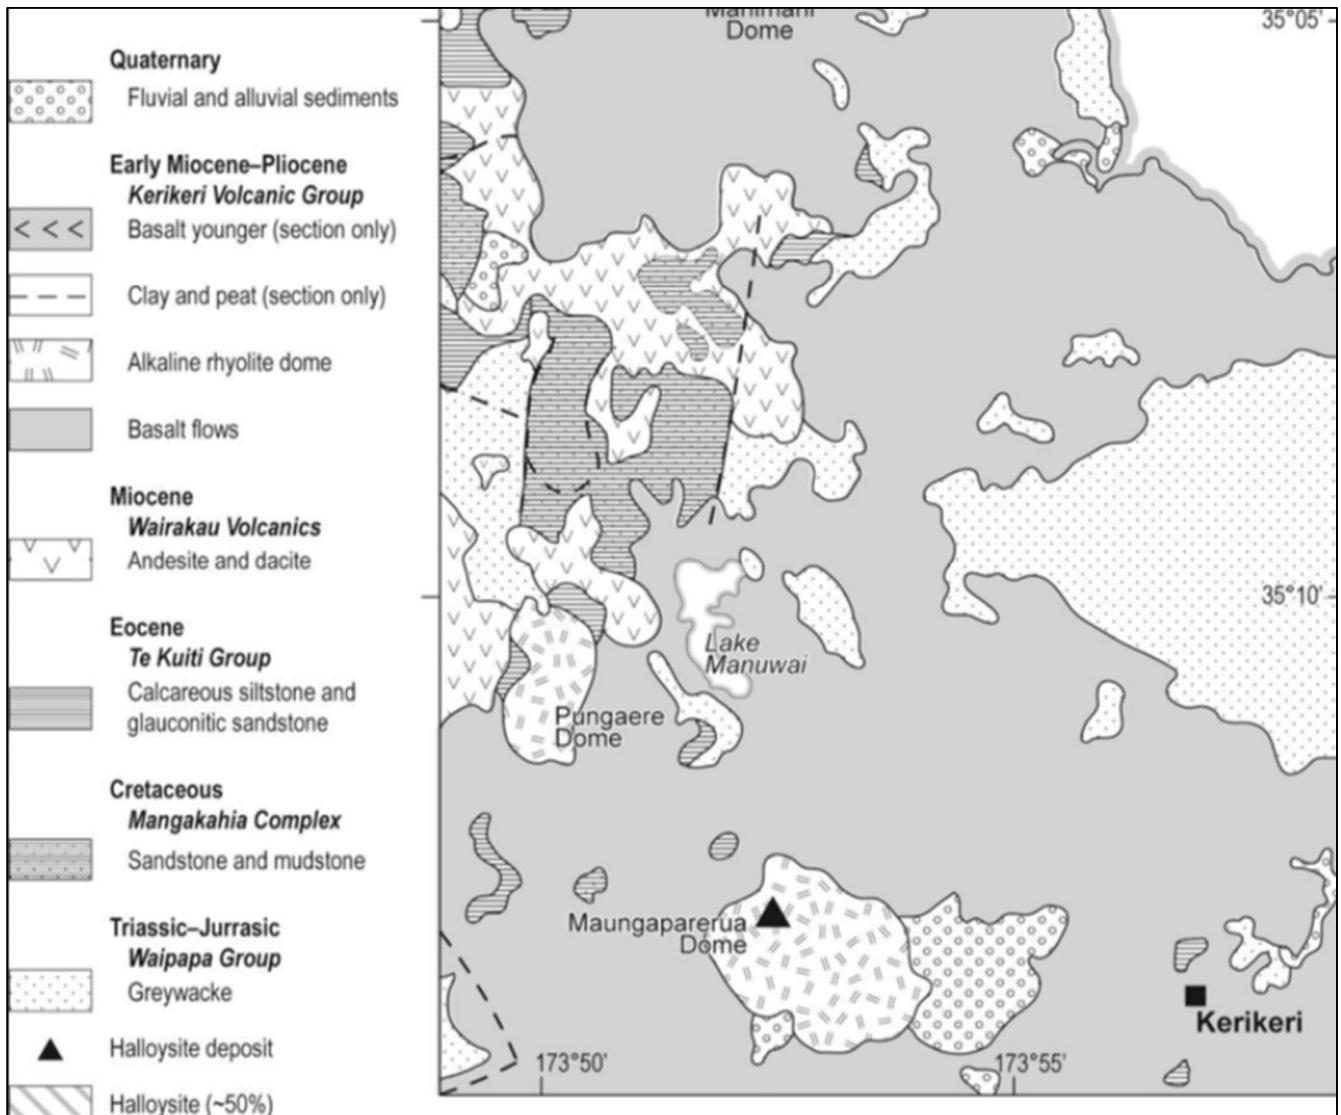 Quaternary
Fluvial and alluvial sediments
Early Miocene–Pliocene
Kerikeri Volcanic Group
Basalt younger (section only)
Clay and peat (section only)
Alkaline rhyolite dome
Basalt flows
Miocene
Wairakau Volcanics
Andesite and dacite
Eocene
Te Kuiti Group
Calcareous siltstone and
glauconitic sandstone
Cretaceous
Mangakahia Complex
Sandstone and mudstone
Triassic–Jurrasic
Waipapa Group
Greywacke
Halloysite deposit
Halloysite (~50%)
Dome
35°05'
35°10'
Lake
Manuwai
Pungaere
Dome
Maungaparerua
Dome
Kerikeri
173°50'
173°55'